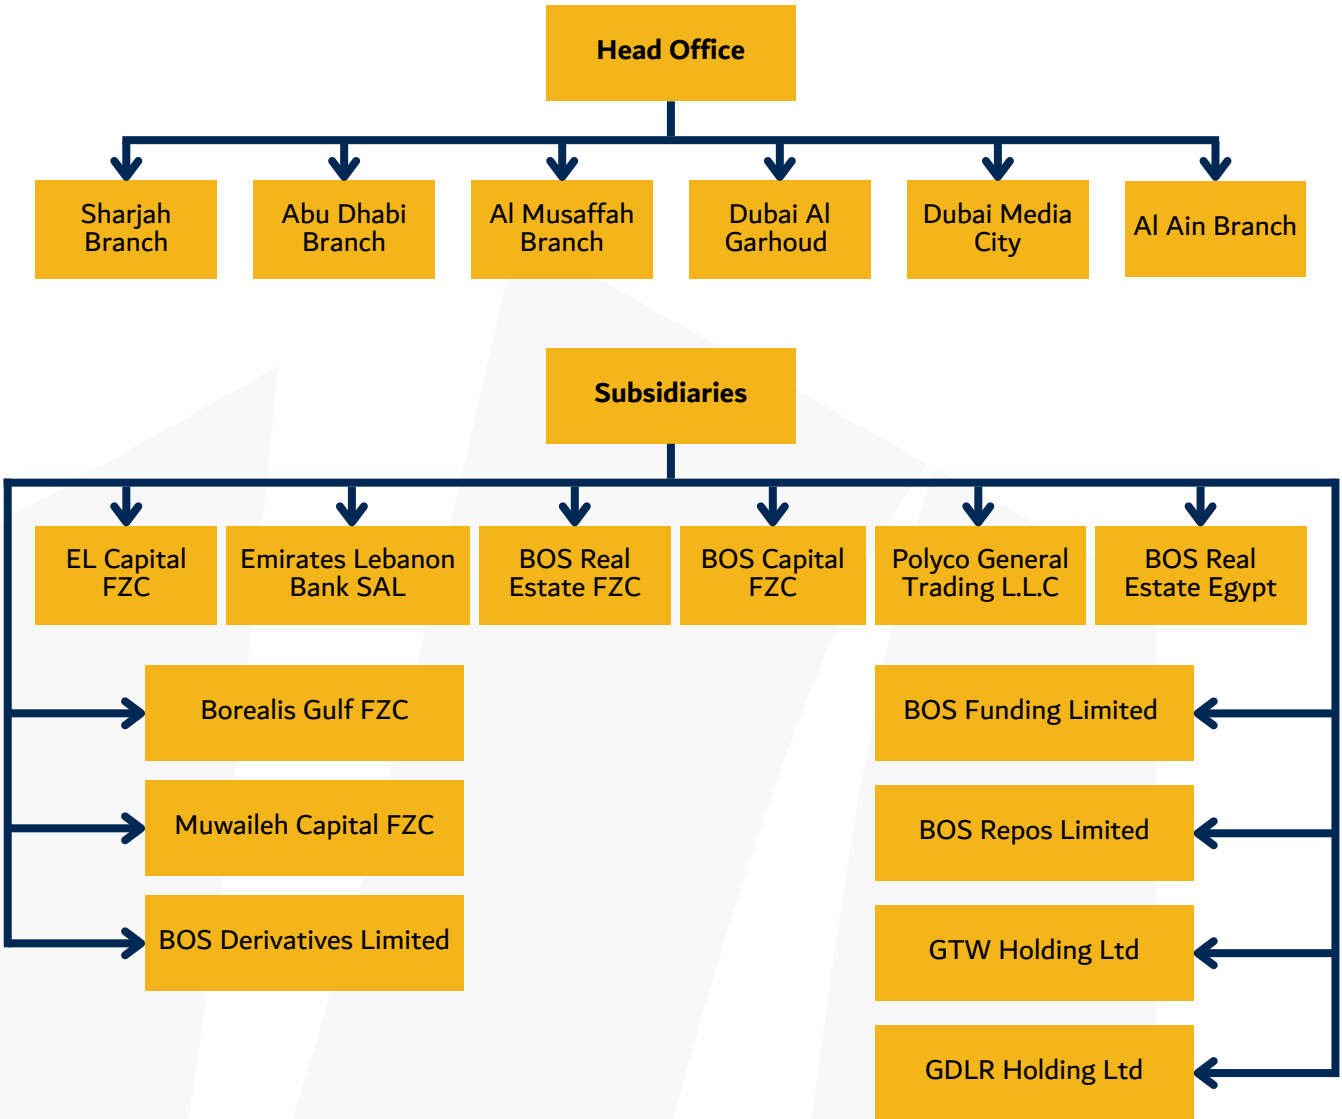 Head Office
Sharjah
Branch
Abu Dhabi
Branch
Al Musaffah
Branch
Dubai Al
Garhoud
Dubai Media
City
Al Ain Branch
Subsidiaries
EL Capital
FZC
Emirates Lebanon
Bank SAL
BOS Real
Estate FZC
BOS Capital
FZC
Polyco General
Trading L.L.C
BOS Real
Estate Egypt
Borealis Gulf FZC
Muwaileh Capital FZC
BOS Derivatives Limited
BOS Funding Limited
BOS Repos Limited
GTW Holding Ltd
GDLR Holding Ltd